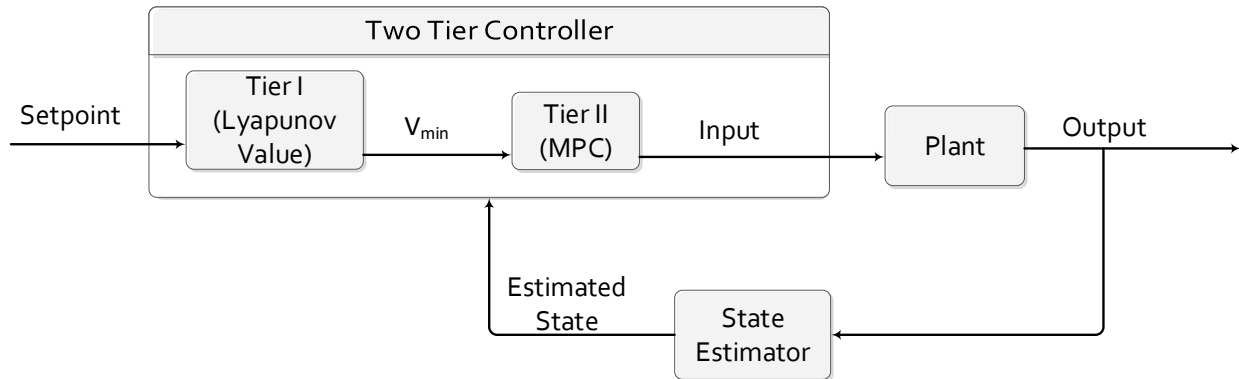 Two Tier Controller
Setpoint
Tier I
(Lyapunov
Value)
Vmin
Tier II
(MPC)
Input
Plant
Output
Estimated
State
State
Estimator